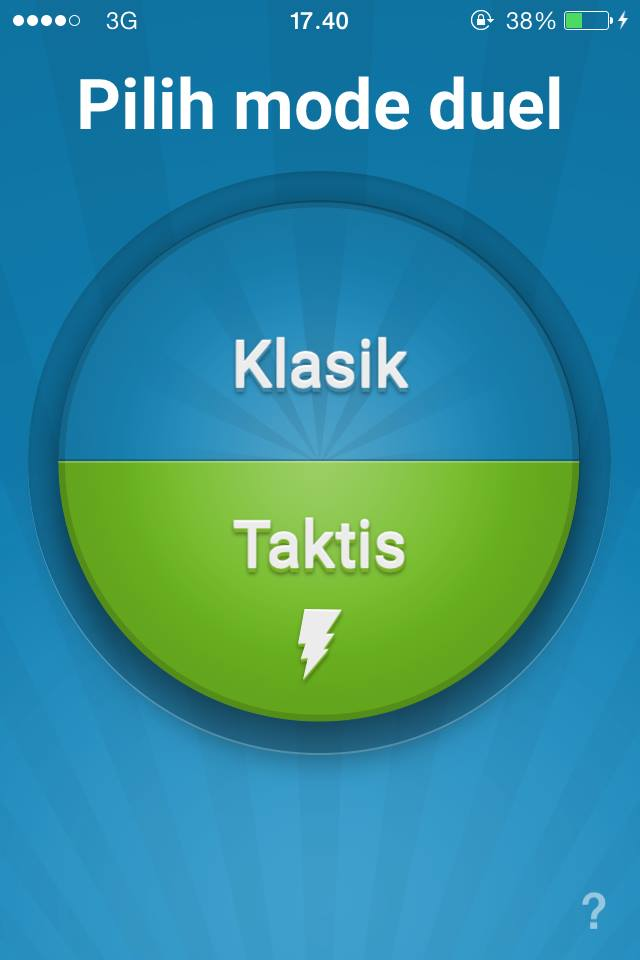 3G 17.40 38%
Pilih mode duel
Klasik
Taktis
?